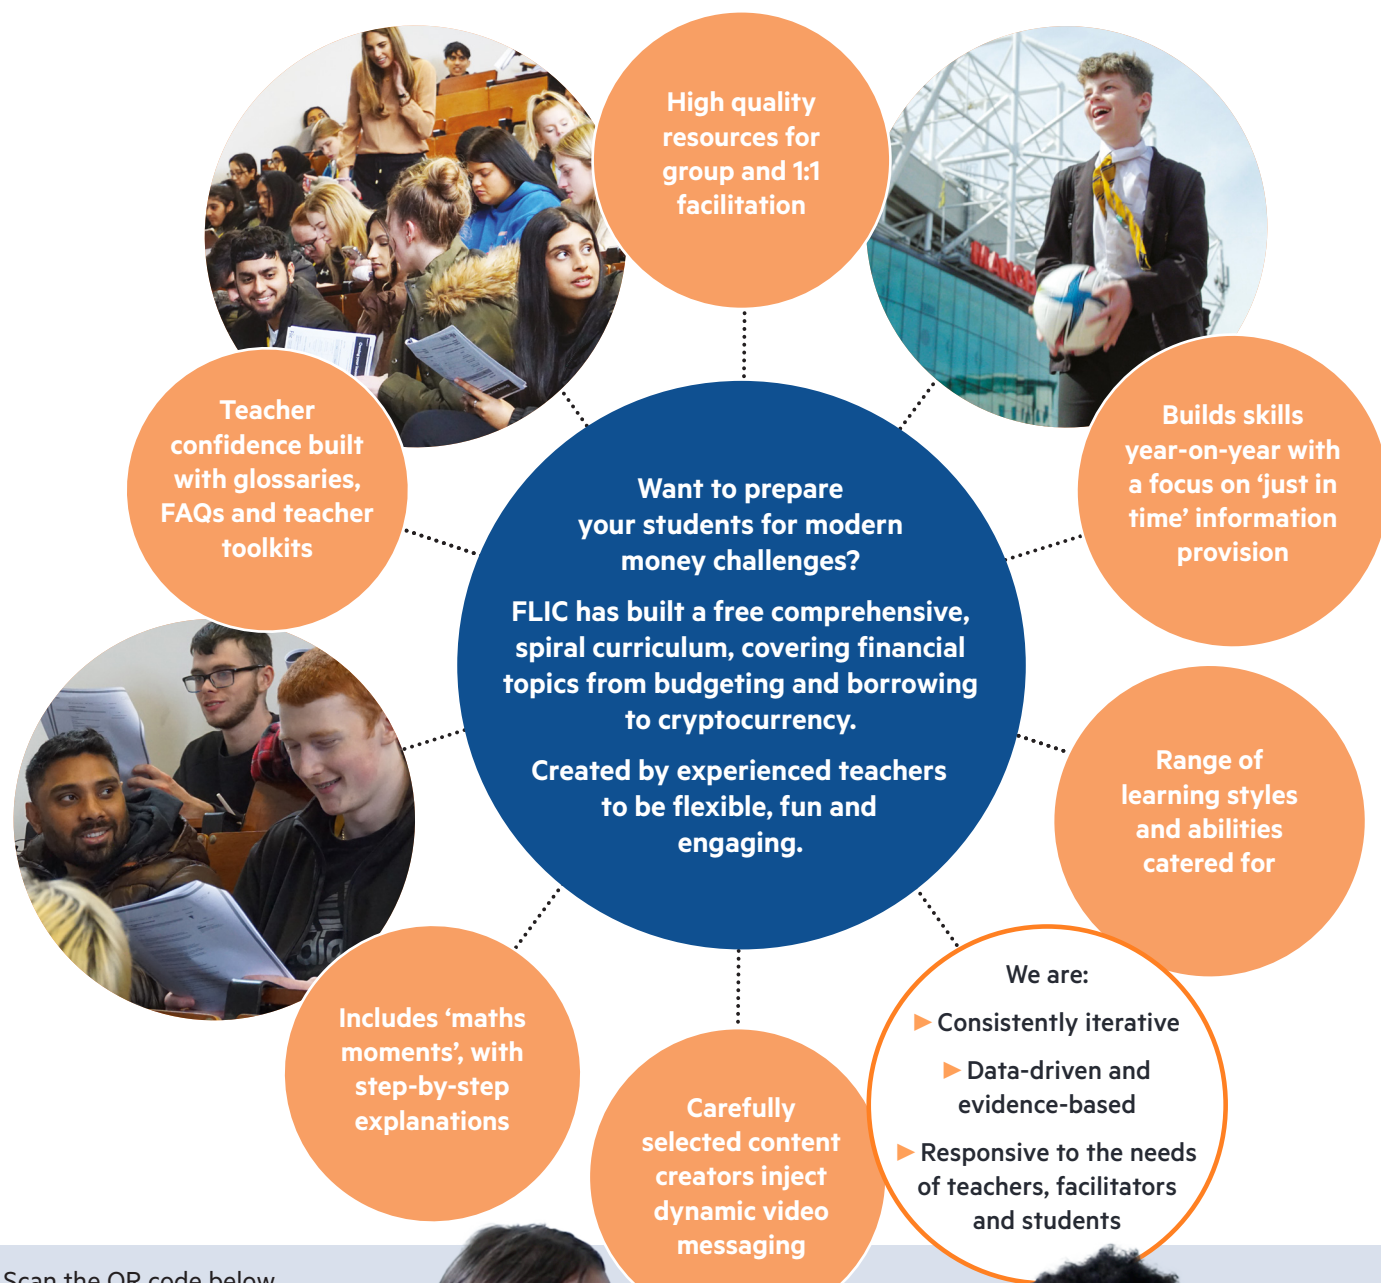 High quality
resources for
group and 1:1
facilitation
Teacher
confidence built
with glossaries,
FAQs and teacher
toolkits
Builds skills
year-on-year with
a focus on ‘just in
time’ information
provision
Want to prepare
your students for modern
money challenges?
FLIC has built a free comprehensive,
spiral curriculum, covering financial
topics from budgeting and borrowing
to cryptocurrency.
Created by experienced teachers
to be flexible, fun and
engaging.
Range of
learning styles
and abilities
catered for
We are:
► Consistently iterative
► Data-driven and
evidence-based
► Responsive to the needs
of teachers, facilitators
and students
Includes ‘maths
moments’, with
step-by-step
explanations
Carefully
selected content
creators inject
dynamic video
messaging
Scan the QR code below